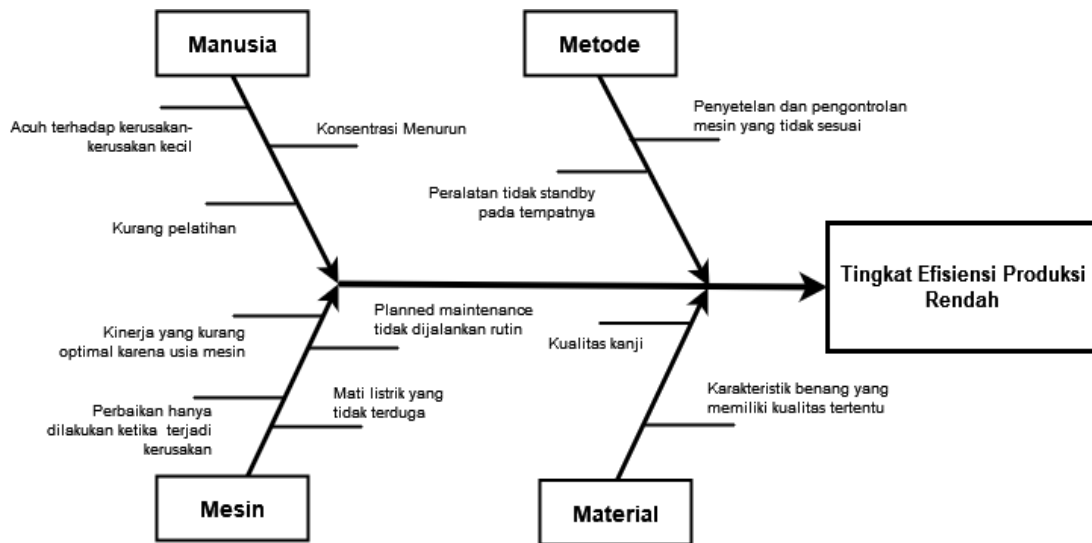 Manusia
Metode
Acuh terhadap kerusakan-
kerusakan kecil
Konsentrasi Menurun
Kurang pelatihan
Penyetelan dan pengontrolan
mesin yang tidak sesuai
Peralatan tidak standby
pada tempatnya
Tingkat Efisiensi Produksi
Rendah
Kinerja yang kurang
optimal karena usia mesin
Planned maintenance
tidak dijalankan rutin
Perbaikan hanya
dilakukan ketika terjadi
kerusakan
Mati listrik yang
tidak terduga
Kualitas kanji
Karakteristik benang yang
memiliki kualitas tertentu
Mesin
Material